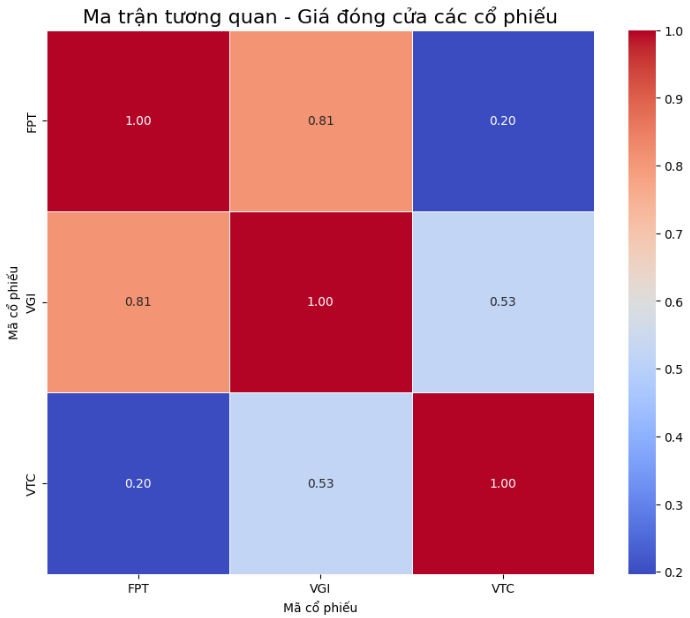 Ma trận tương quan - Giá đóng cửa các cổ phiếu
Mã cổ phiếu
FPT
1.00
0.81
0.20
VGI
0.81
1.00
0.53
VTC
0.20
0.53
1.00
FPT
VGI
VTC
Mã cổ phiếu
1.0
0.9
0.8
0.7
0.6
0.5
0.4
0.3
0.2